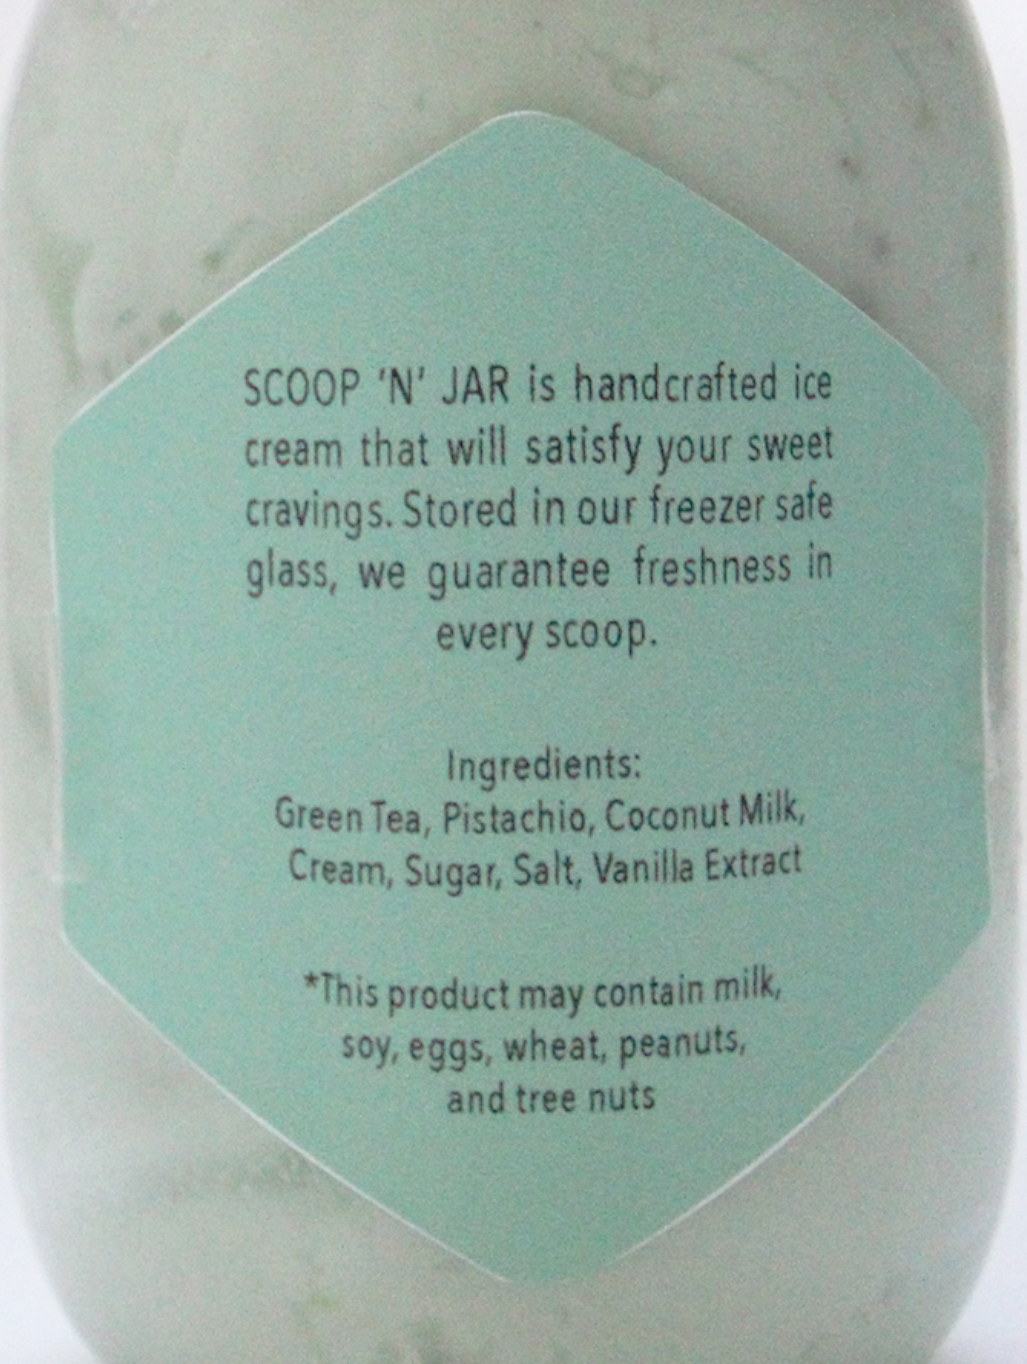 SCOOP 'N' JAR is handcrafted ice
cream that will satisfy your sweet
cravings. Stored in our freezer safe
glass, we guarantee freshness in
every scoop.
Ingredients:
Green Tea, Pistachio, Coconut Milk,
Cream, Sugar, Salt, Vanilla Extract
*This product may contain milk,
soy, eggs, wheat, peanuts,
and tree nuts